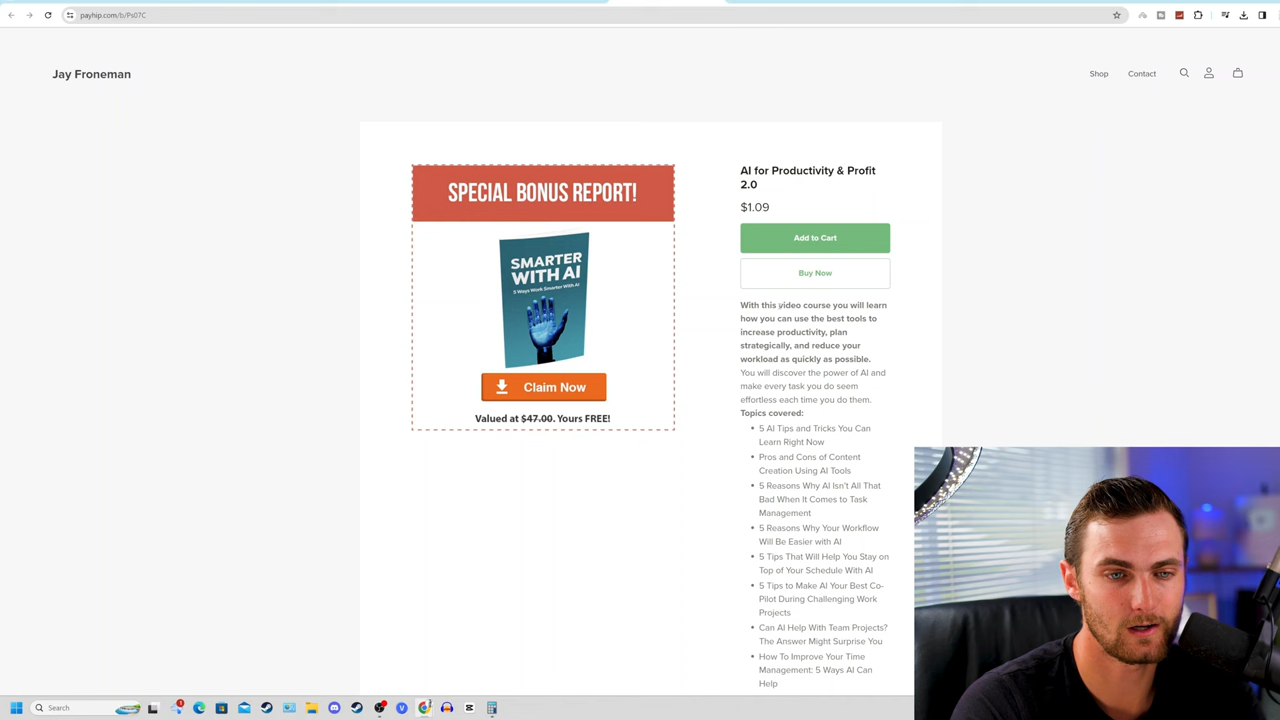 payhip.com/b/Ps07C
Jay Froneman
Shop
Contact
SPECIAL BONUS REPORT!
SMARTER
WITH AI
5 Ways Work Smarter With AI
Claim Now
Valued at $47.00. Yours FREE!
AI for Productivity & Profit
2.0
$1.09
Add to Cart
Buy Now
With this video course you will learn
how you can use the best tools to
increase productivity, plan
strategically, and reduce your
workload as quickly as possible.
You will discover the power of AI and
make every task you do seem
effortless each time you do them.
Topics covered:
5 AI Tips and Tricks You Can
Learn Right Now
Pros and Cons of Content
Creation Using AI Tools
5 Reasons Why AI Isn't All That
Bad When It Comes to Task
Management
5 Reasons Why Your Workflow
Will Be Easier with AI
5 Tips That Will Help You Stay on
Top of Your Schedule With AI
5 Tips to Make AI Your Best Co-
Pilot During Challenging Work
Projects
Can AI Help With Team Projects?
The Answer Might Surprise You
How To Improve Your Time
Management: 5 Ways AI Can
Help
Search